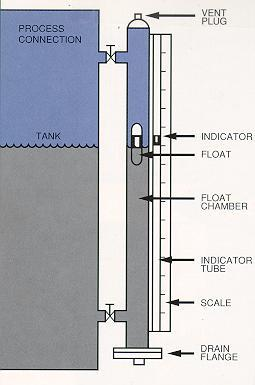 VENT
PLUG
PROCESS
CONNECTION
TANK
INDICATOR
FLOAT
FLOAT
CHAMBER
INDICATOR
TUBE
SCALE
DRAIN
FLANGE